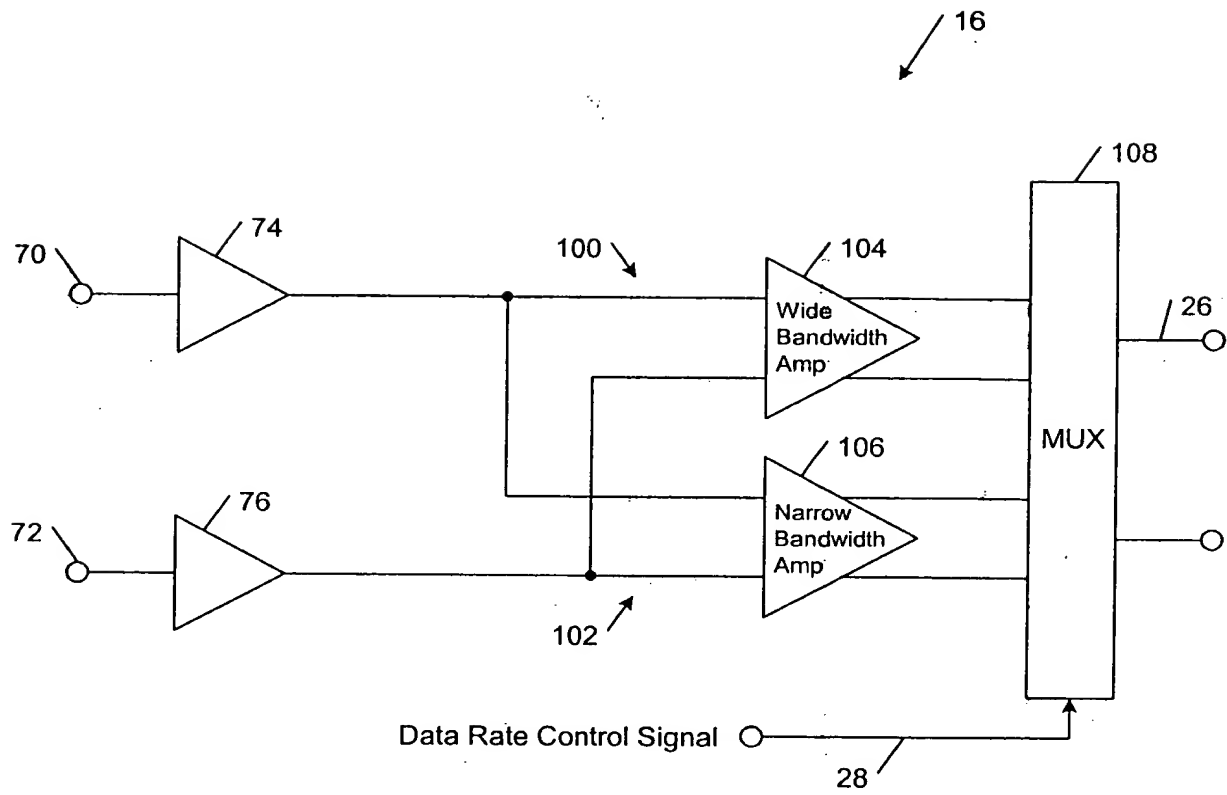 16
108
74
70
100
104
Wide
Bandwidth
Amp
26
MUX
106
76
72
Narrow
Bandwidth
Amp
102
Data Rate Control Signal
28